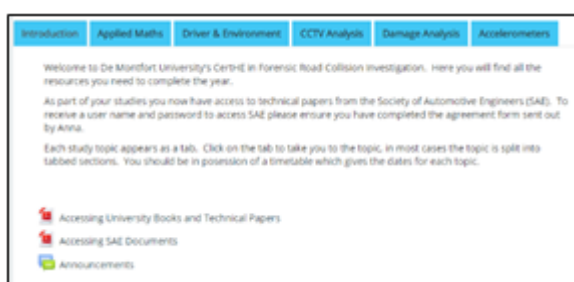 Introduction Applied Maths Driver & Environment CCTV Analysis Damage Analysis Accelerometers
Welcome to De Montfort University's CertHE in Forensic Road Collision Investigation. Here you will find all the
resources you need to complete the year.
As part of your studies you now have access to technical papers from the Society of Automotive Engineers (SAE). To
receive a user name and password to access SAE please ensure you have completed the agreement form sent out
by Anna.
Each study topic appears as a tab. Click on the tab to take you to the topic, in most cases the topic is split into
tabbed sections. You should be in posession of a timetable which gives the dates for each topic.
Accessing University Books and Technical Papers
Accessing SAE Documents
Announcements